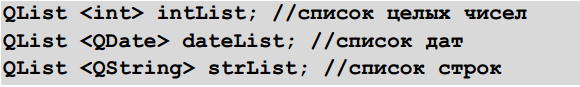 QList <int> intList; //список целых чисел
QList <QDate> dateList; //список дат
QList <QString> strList; //список строк